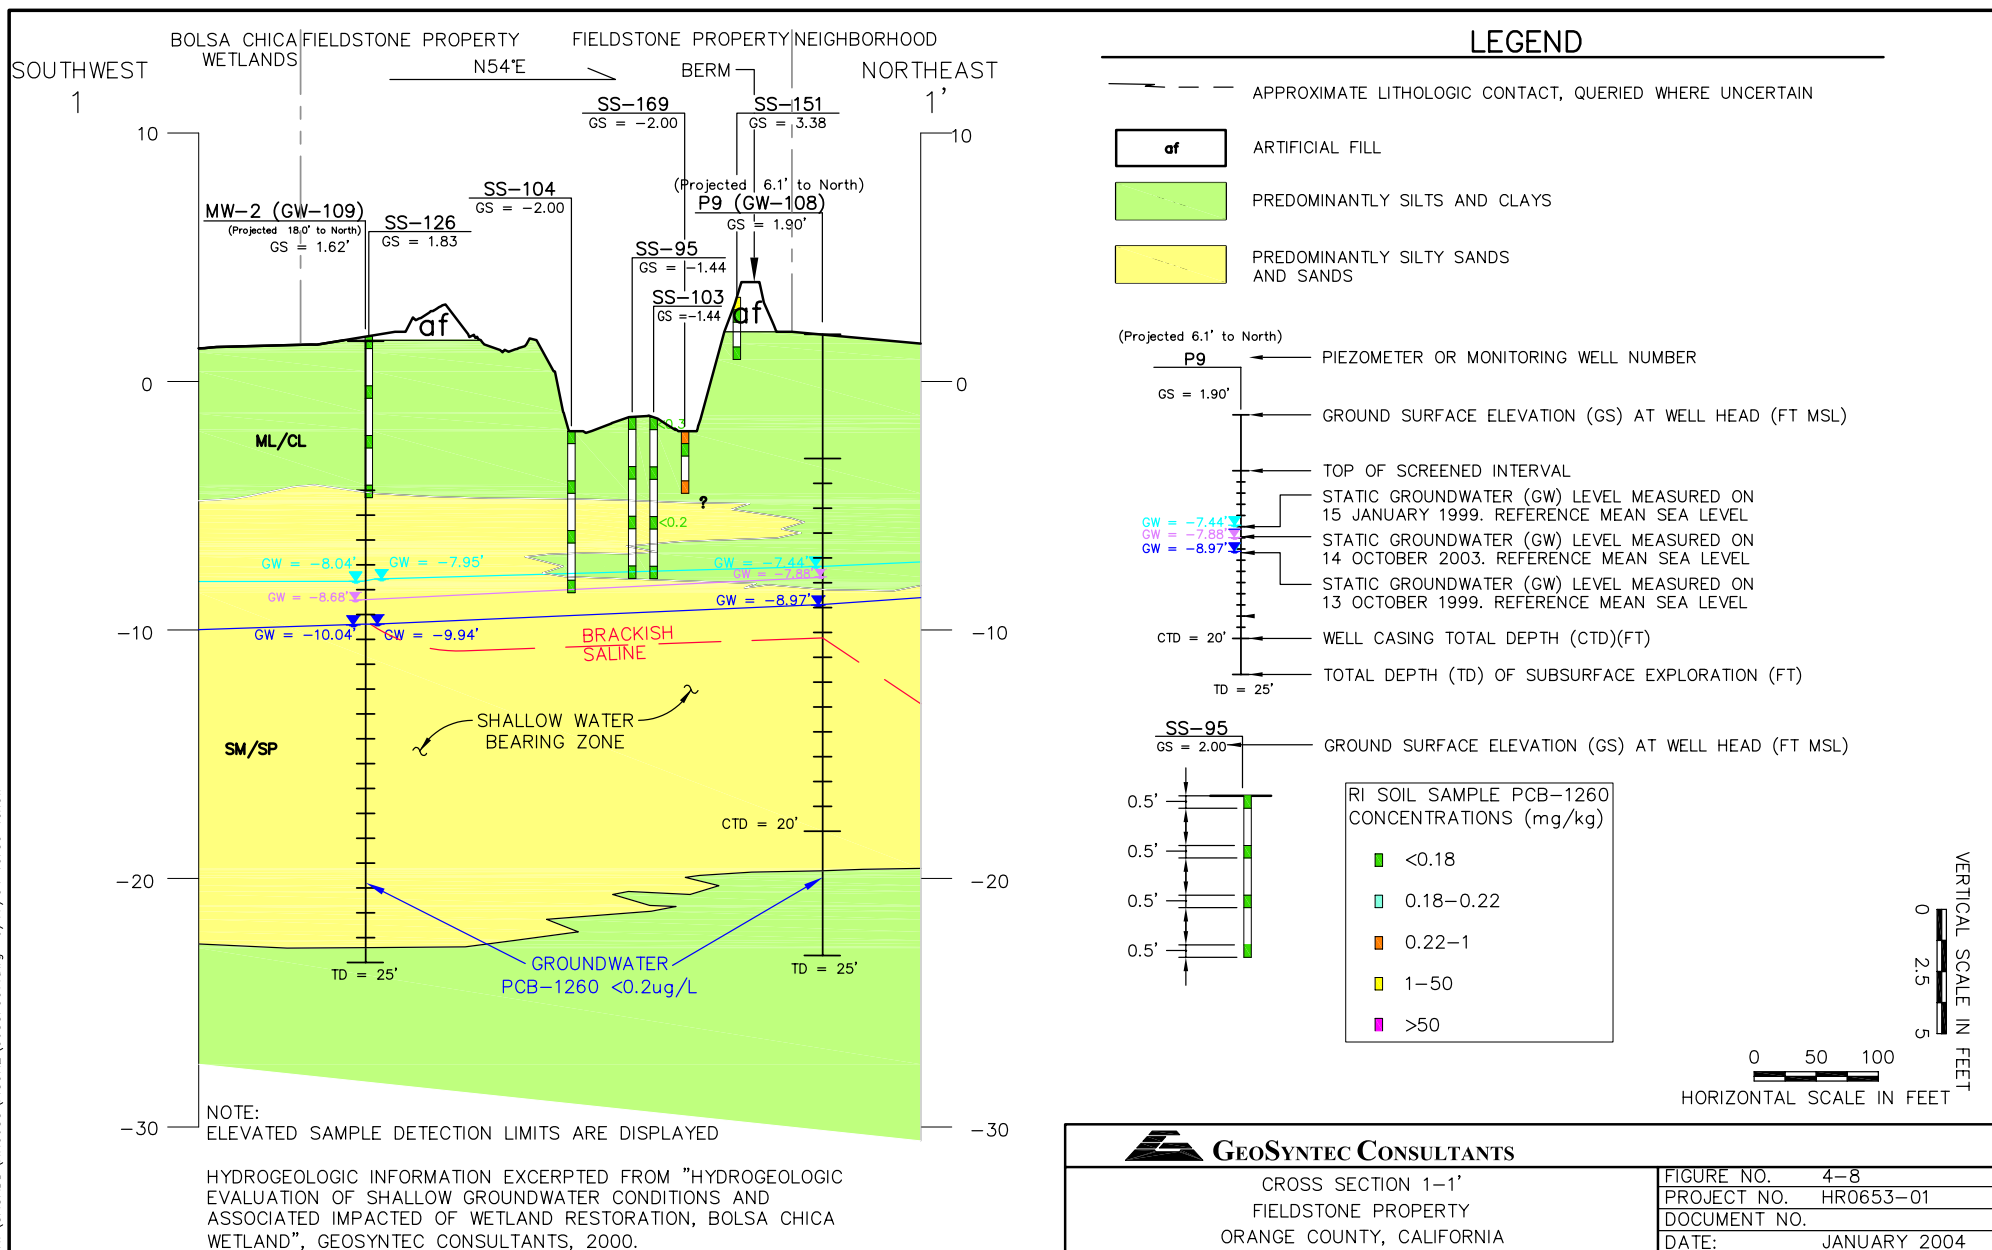 BOLSA CHICA
WETLANDS
FIELDSTONE PROPERTY
FIELDSTONE PROPERTY
NEIGHBORHOOD
SOUTHWEST
1
N54°E
BERM
NORTHEAST
1'
SS-169
GS = -2.00
SS-151
GS = 3.38
SS-104
GS = -2.00
(Projected 6.1' to North)
P9 (GW-108)
GS = 1.90'
MW-2 (GW-109)
(Projected 18.0' to North)
GS = 1.62'
SS-126
GS = 1.83
SS-95
GS = -1.44
SS-103
GS =-1.44
10
0
-10
-20
-30
10
0
-10
-20
-30
af
af
ML/CL
<0.3
?
<0.2
GW = -8.04'
GW = -7.95'
GW = -7.44'
GW = -7.88'
GW = -8.68'
GW = -8.97'
GW = -10.04'
GW = -9.94'
BRACKISH
SALINE
SHALLOW WATER
BEARING ZONE
SM/SP
CTD = 20'
TD = 25'
TD = 25'
GROUNDWATER
PCB-1260 <0.2ug/L
NOTE:
ELEVATED SAMPLE DETECTION LIMITS ARE DISPLAYED
HYDROGEOLOGIC INFORMATION EXCERPTED FROM "HYDROGEOLOGIC
EVALUATION OF SHALLOW GROUNDWATER CONDITIONS AND
ASSOCIATED IMPACTED OF WETLAND RESTORATION, BOLSA CHICA
WETLAND", GEOSYNTEC CONSULTANTS, 2000.
LEGEND
APPROXIMATE LITHOLOGIC CONTACT, QUERIED WHERE UNCERTAIN
af
ARTIFICIAL FILL
PREDOMINANTLY SILTS AND CLAYS
PREDOMINANTLY SILTY SANDS
AND SANDS
(Projected 6.1' to North)
P9
GS = 1.90'
PIEZOMETER OR MONITORING WELL NUMBER
GROUND SURFACE ELEVATION (GS) AT WELL HEAD (FT MSL)
TOP OF SCREENED INTERVAL
STATIC GROUNDWATER (GW) LEVEL MEASURED ON
15 JANUARY 1999. REFERENCE MEAN SEA LEVEL
GW = -7.44'
GW = -7.88'
GW = -8.97'
STATIC GROUNDWATER (GW) LEVEL MEASURED ON
14 OCTOBER 2003. REFERENCE MEAN SEA LEVEL
STATIC GROUNDWATER (GW) LEVEL MEASURED ON
13 OCTOBER 1999. REFERENCE MEAN SEA LEVEL
CTD = 20'
WELL CASING TOTAL DEPTH (CTD)(FT)
TOTAL DEPTH (TD) OF SUBSURFACE EXPLORATION (FT)
TD = 25'
SS-95
GS = 2.00
GROUND SURFACE ELEVATION (GS) AT WELL HEAD (FT MSL)
0.5'
0.5'
0.5'
0.5'
RI SOIL SAMPLE PCB-1260
CONCENTRATIONS (mg/kg)
<0.18
0.18-0.22
0.22-1
1-50
>50
0 2.5 5
VERTICAL SCALE IN FEET
0 50 100
HORIZONTAL SCALE IN FEET
GEOSYNTEC CONSULTANTS
CROSS SECTION 1-1'
FIELDSTONE PROPERTY
ORANGE COUNTY, CALIFORNIA
FIGURE NO. 4-8
PROJECT NO. HR0653-01
DOCUMENT NO.
DATE: JANUARY 2004